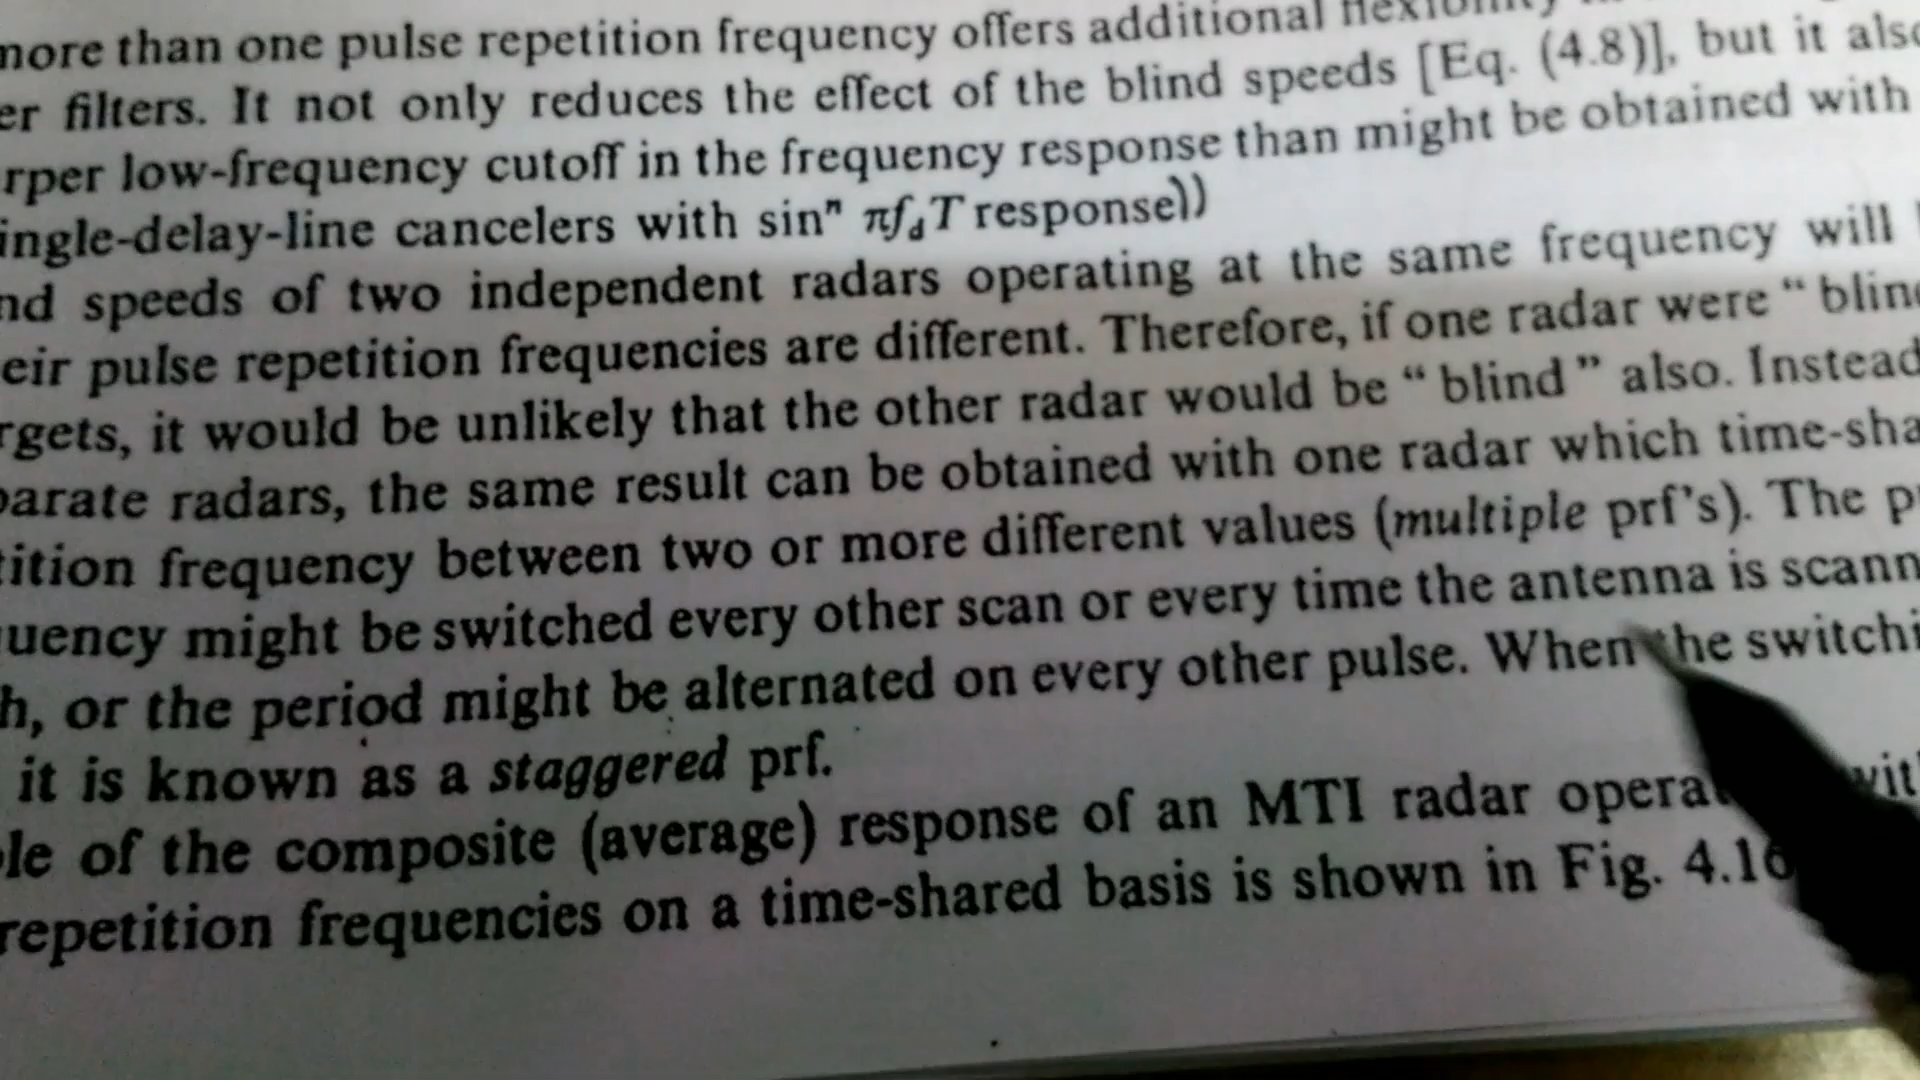 more than one pulse repetition frequency offers additional flexibility
er filters. It not only reduces the effect of the blind speeds [Eq. (4.8)], but it also
rper low-frequency cutoff in the frequency response than might be obtained with
ingle-delay-line cancelers with sinⁿ πf_dT response))
nd speeds of two independent radars operating at the same frequency will
eir pulse repetition frequencies are different. Therefore, if one radar were “blin
rgets, it would be unlikely that the other radar would be “blind” also. Instead
parate radars, the same result can be obtained with one radar which time-sha
tition frequency between two or more different values (multiple prf's). The p
uency might be switched every other scan or every time the antenna is scann
h, or the period might be alternated on every other pulse. When the switchi
it is known as a staggered prf.
le of the composite (average) response of an MTI radar operat wit
repetition frequencies on a time-shared basis is shown in Fig. 4.16